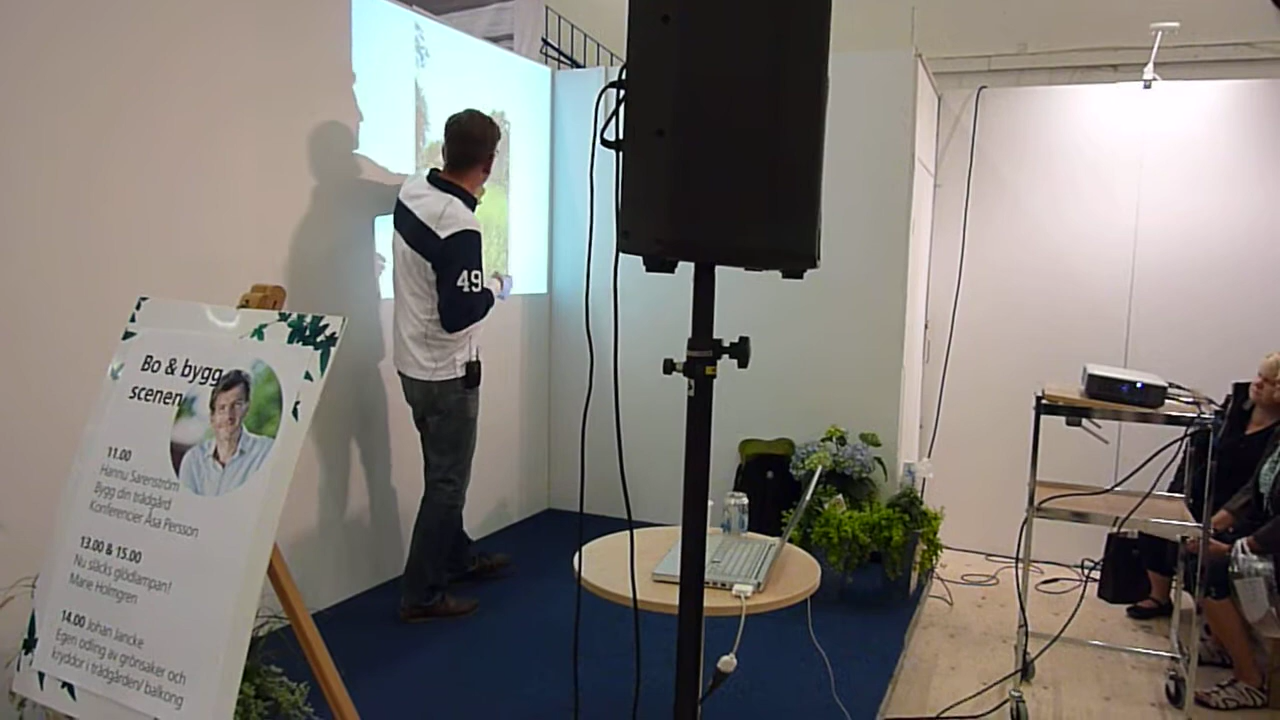 Bo & bygg
scenen
11.00
Hannu Sarenström
Bygg din trädgård
Konferencier Åsa Persson
13.00 & 15.00
Nu släcks glödlampan!
Marie Holmgren
14.00 Johan Jancke
Egen odling av grönsaker och
kryddor i trädgården/ balkong
49